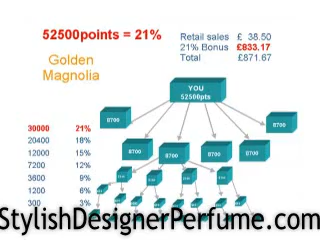 52500points = 21%
Golden
Magnolia
Retail sales £ 38.50
21% Bonus £833.17
Total £871.67
YOU
52500pts
8700
8700
8700
8700
8700
8700
30000 21%
20400 18%
12000 15%
7200 12%
3600 9%
1200 6%
300 3%
StylishDesignerPerfume.com